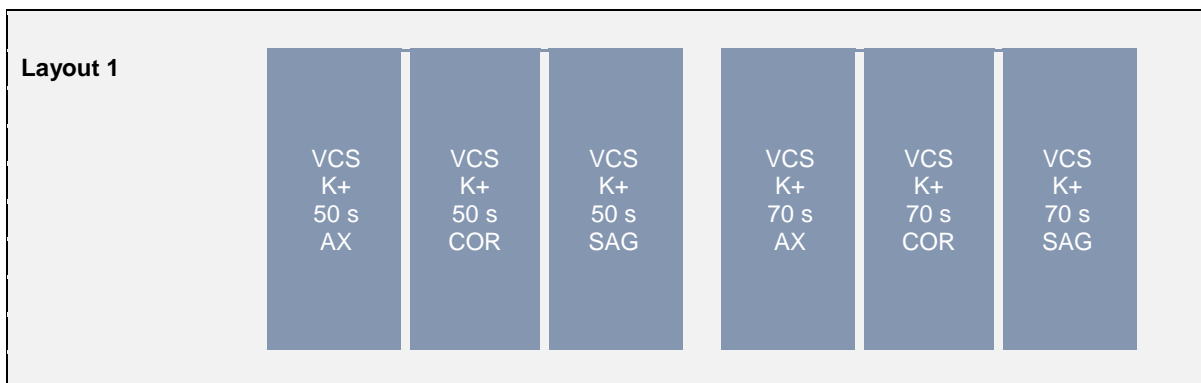 Layout 1
VCS
K+
50 s
AX
VCS
K+
50 s
COR
VCS
K+
50 s
SAG
VCS
K+
70 s
AX
VCS
K+
70 s
COR
VCS
K+
70 s
SAG